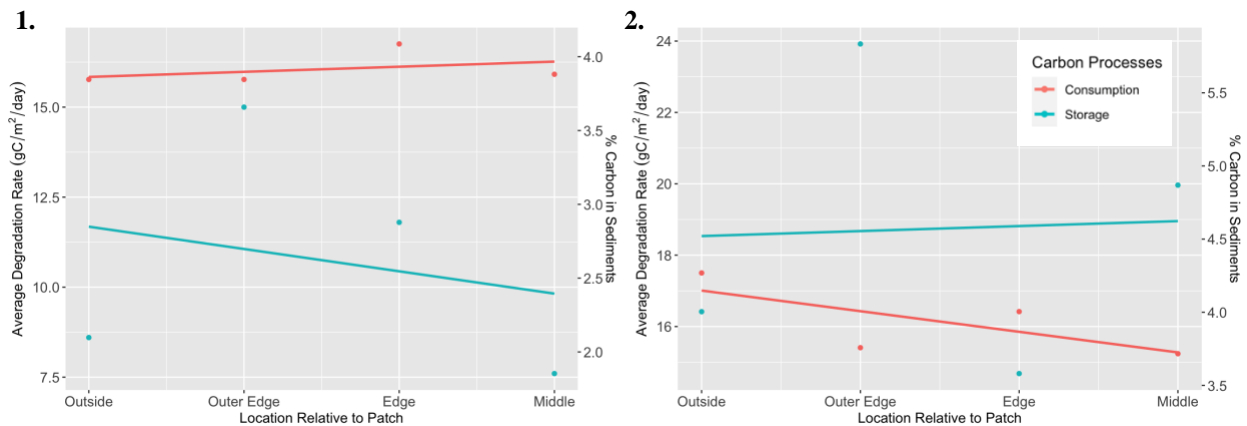 1.
Average Degradation Rate (gC/m²/day)
15.0
12.5
10.0
7.5
4.0
3.5
3.0
2.5
2.0
% Carbon in Sediments
Outside
Outer Edge
Edge
Middle
Location Relative to Patch
2.
Average Degradation Rate (gC/m²/day)
24
22
20
18
16
Carbon Processes
Consumption
Storage
5.5
5.0
4.5
4.0
3.5
% Carbon in Sediments
Outside
Outer Edge
Edge
Middle
Location Relative to Patch